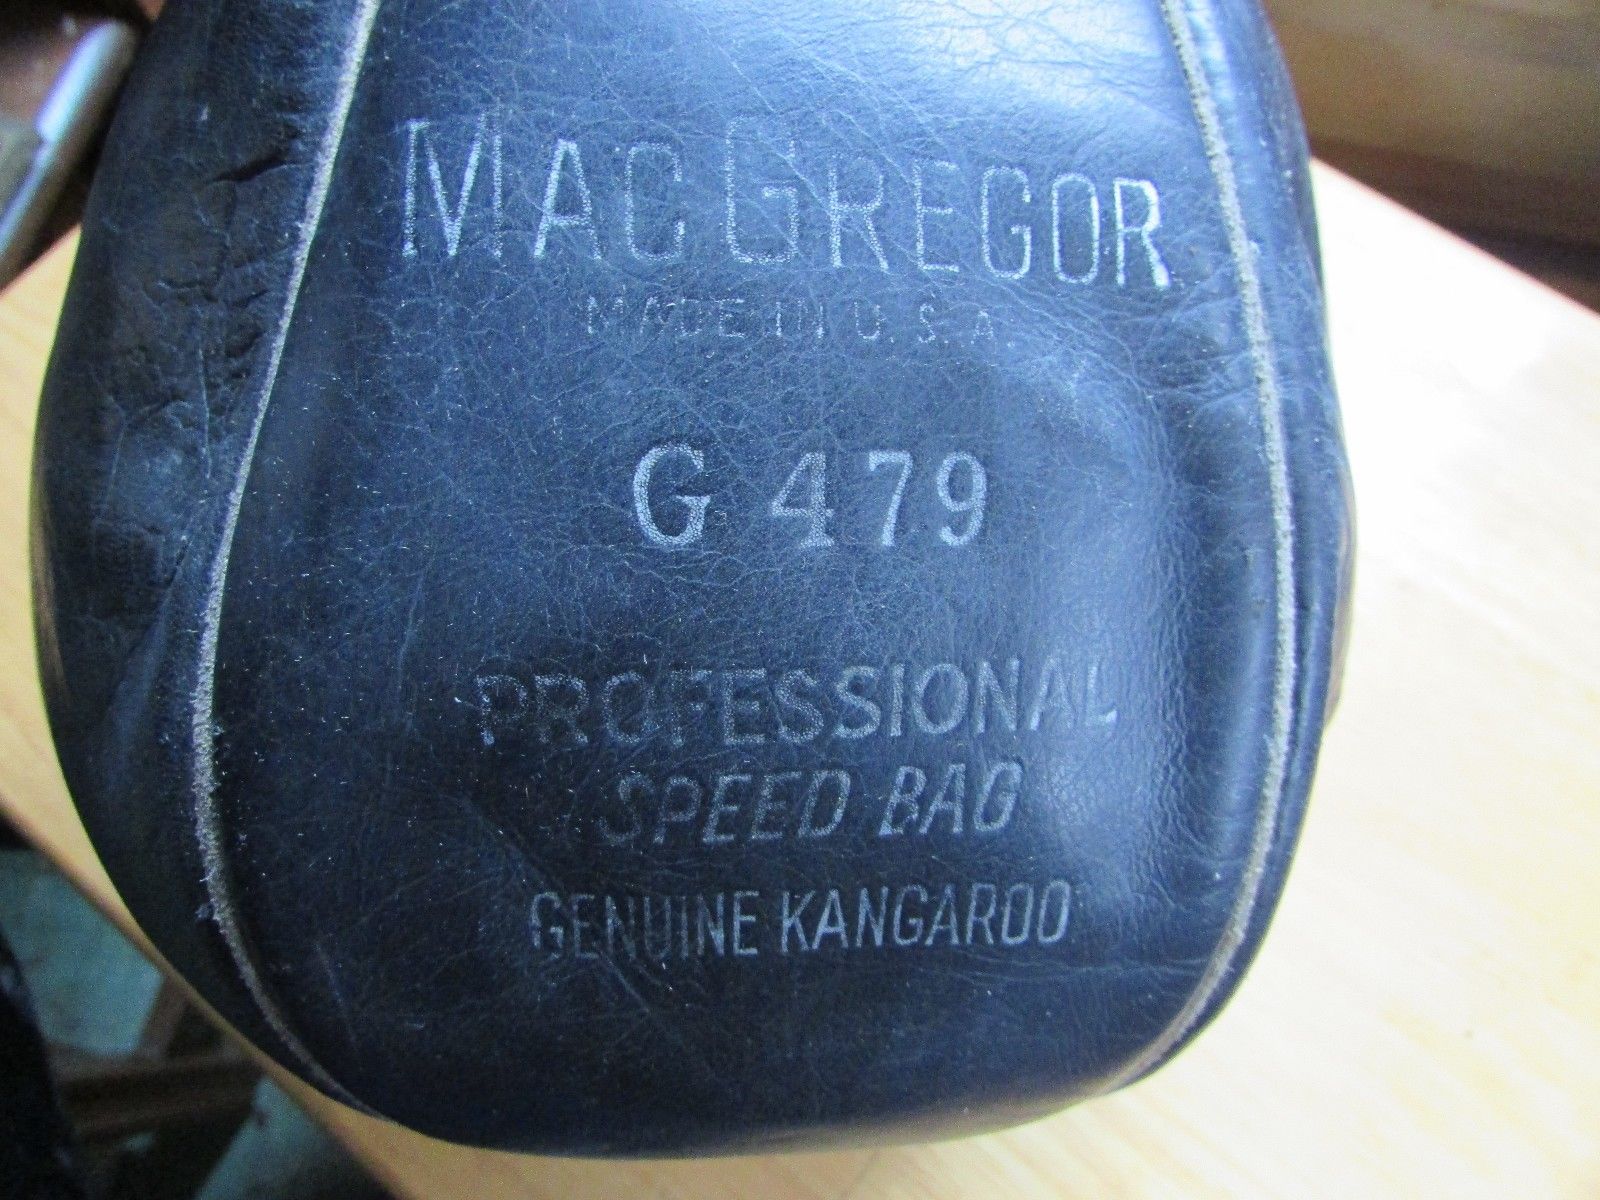 MACGREGOR
MADE IN U.S.A.
G 479
PROFESSIONAL
SPEED BAG
GENUINE KANGAROO